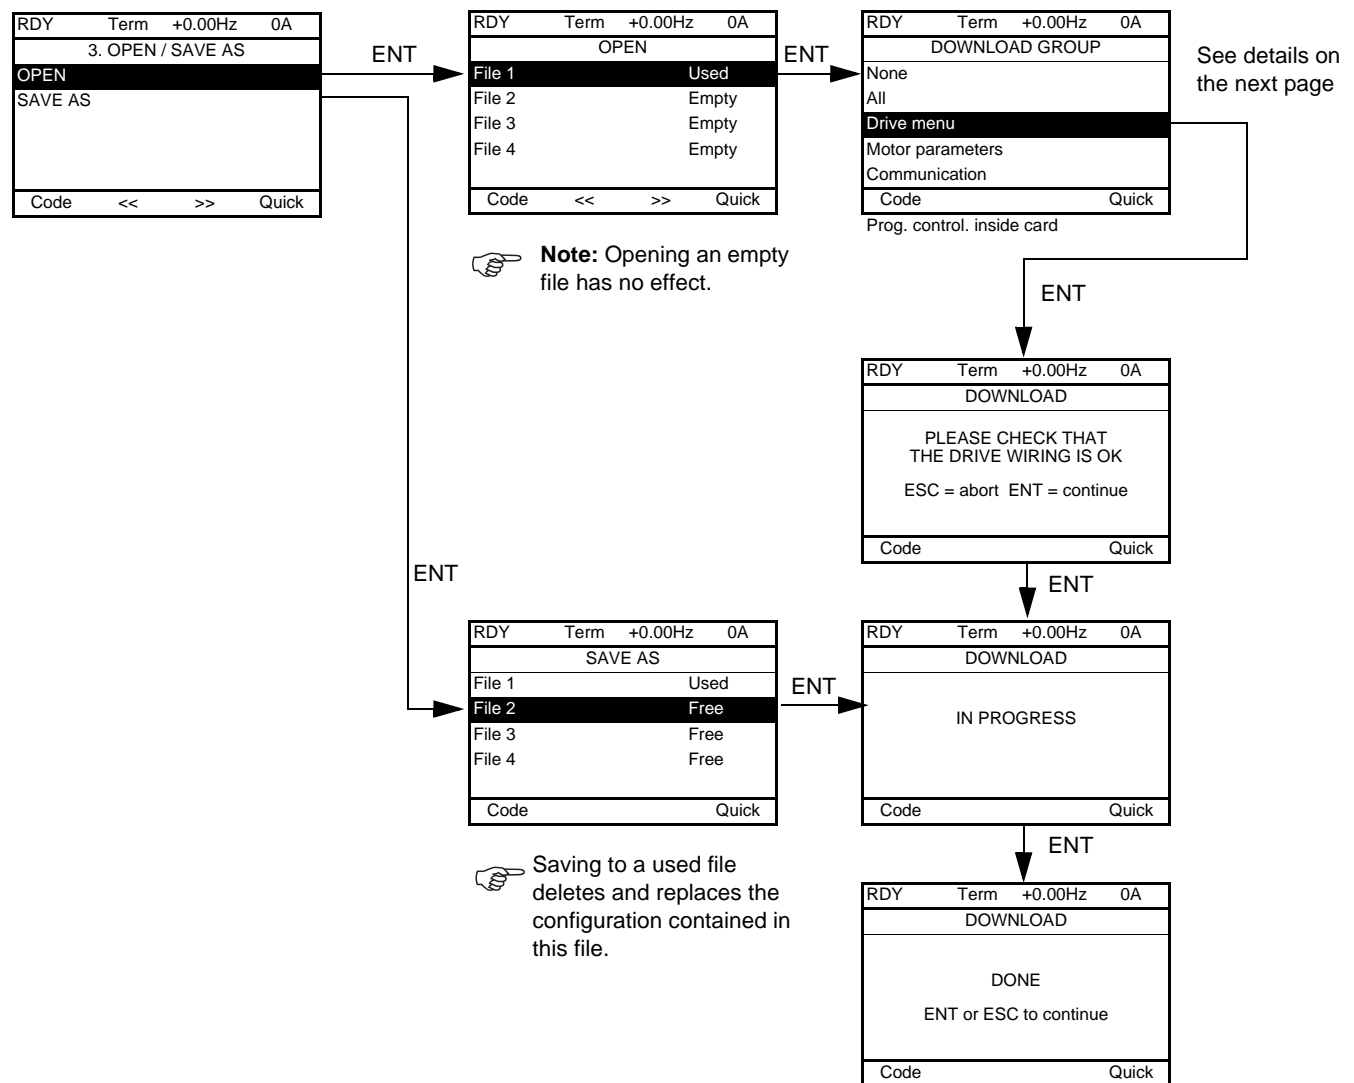 RDY Term +0.00Hz 0A
3. OPEN / SAVE AS
OPEN
SAVE AS
Code << >> Quick
ENT
RDY Term +0.00Hz 0A
OPEN
File 1 Used
File 2 Empty
File 3 Empty
File 4 Empty
Code << >> Quick
Note: Opening an empty
file has no effect.
ENT
RDY Term +0.00Hz 0A
DOWNLOAD GROUP
None
All
Drive menu
Motor parameters
Communication
Code Quick
Prog. control. inside card
See details on
the next page
ENT
RDY Term +0.00Hz 0A
DOWNLOAD
PLEASE CHECK THAT
THE DRIVE WIRING IS OK
ESC = abort ENT = continue
Code Quick
ENT
ENT
RDY Term +0.00Hz 0A
SAVE AS
File 1 Used
File 2 Free
File 3 Free
File 4 Free
Code Quick
Saving to a used file
deletes and replaces the
configuration contained in
this file.
ENT
RDY Term +0.00Hz 0A
DOWNLOAD
IN PROGRESS
Code Quick
ENT
RDY Term +0.00Hz 0A
DOWNLOAD
DONE
ENT or ESC to continue
Code Quick